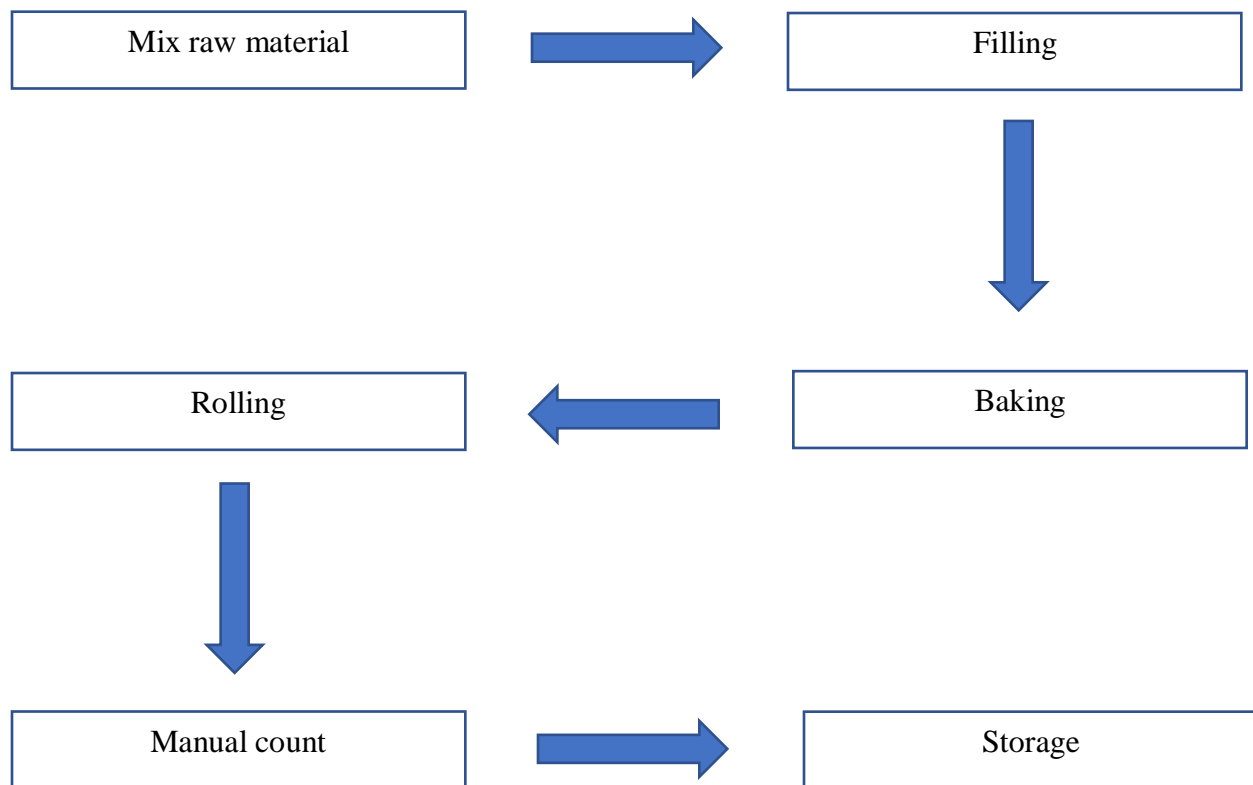 Mix raw material
Filling
Rolling
Baking
Manual count
Storage